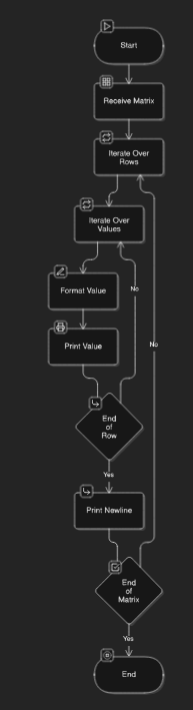 Start
Receive Matrix
Iterate Over
Rows
Iterate Over
Values
Format Value
No
Print Value
No
End
of
Row
Yes
Print Newline
End
of
Matrix
Yes
End